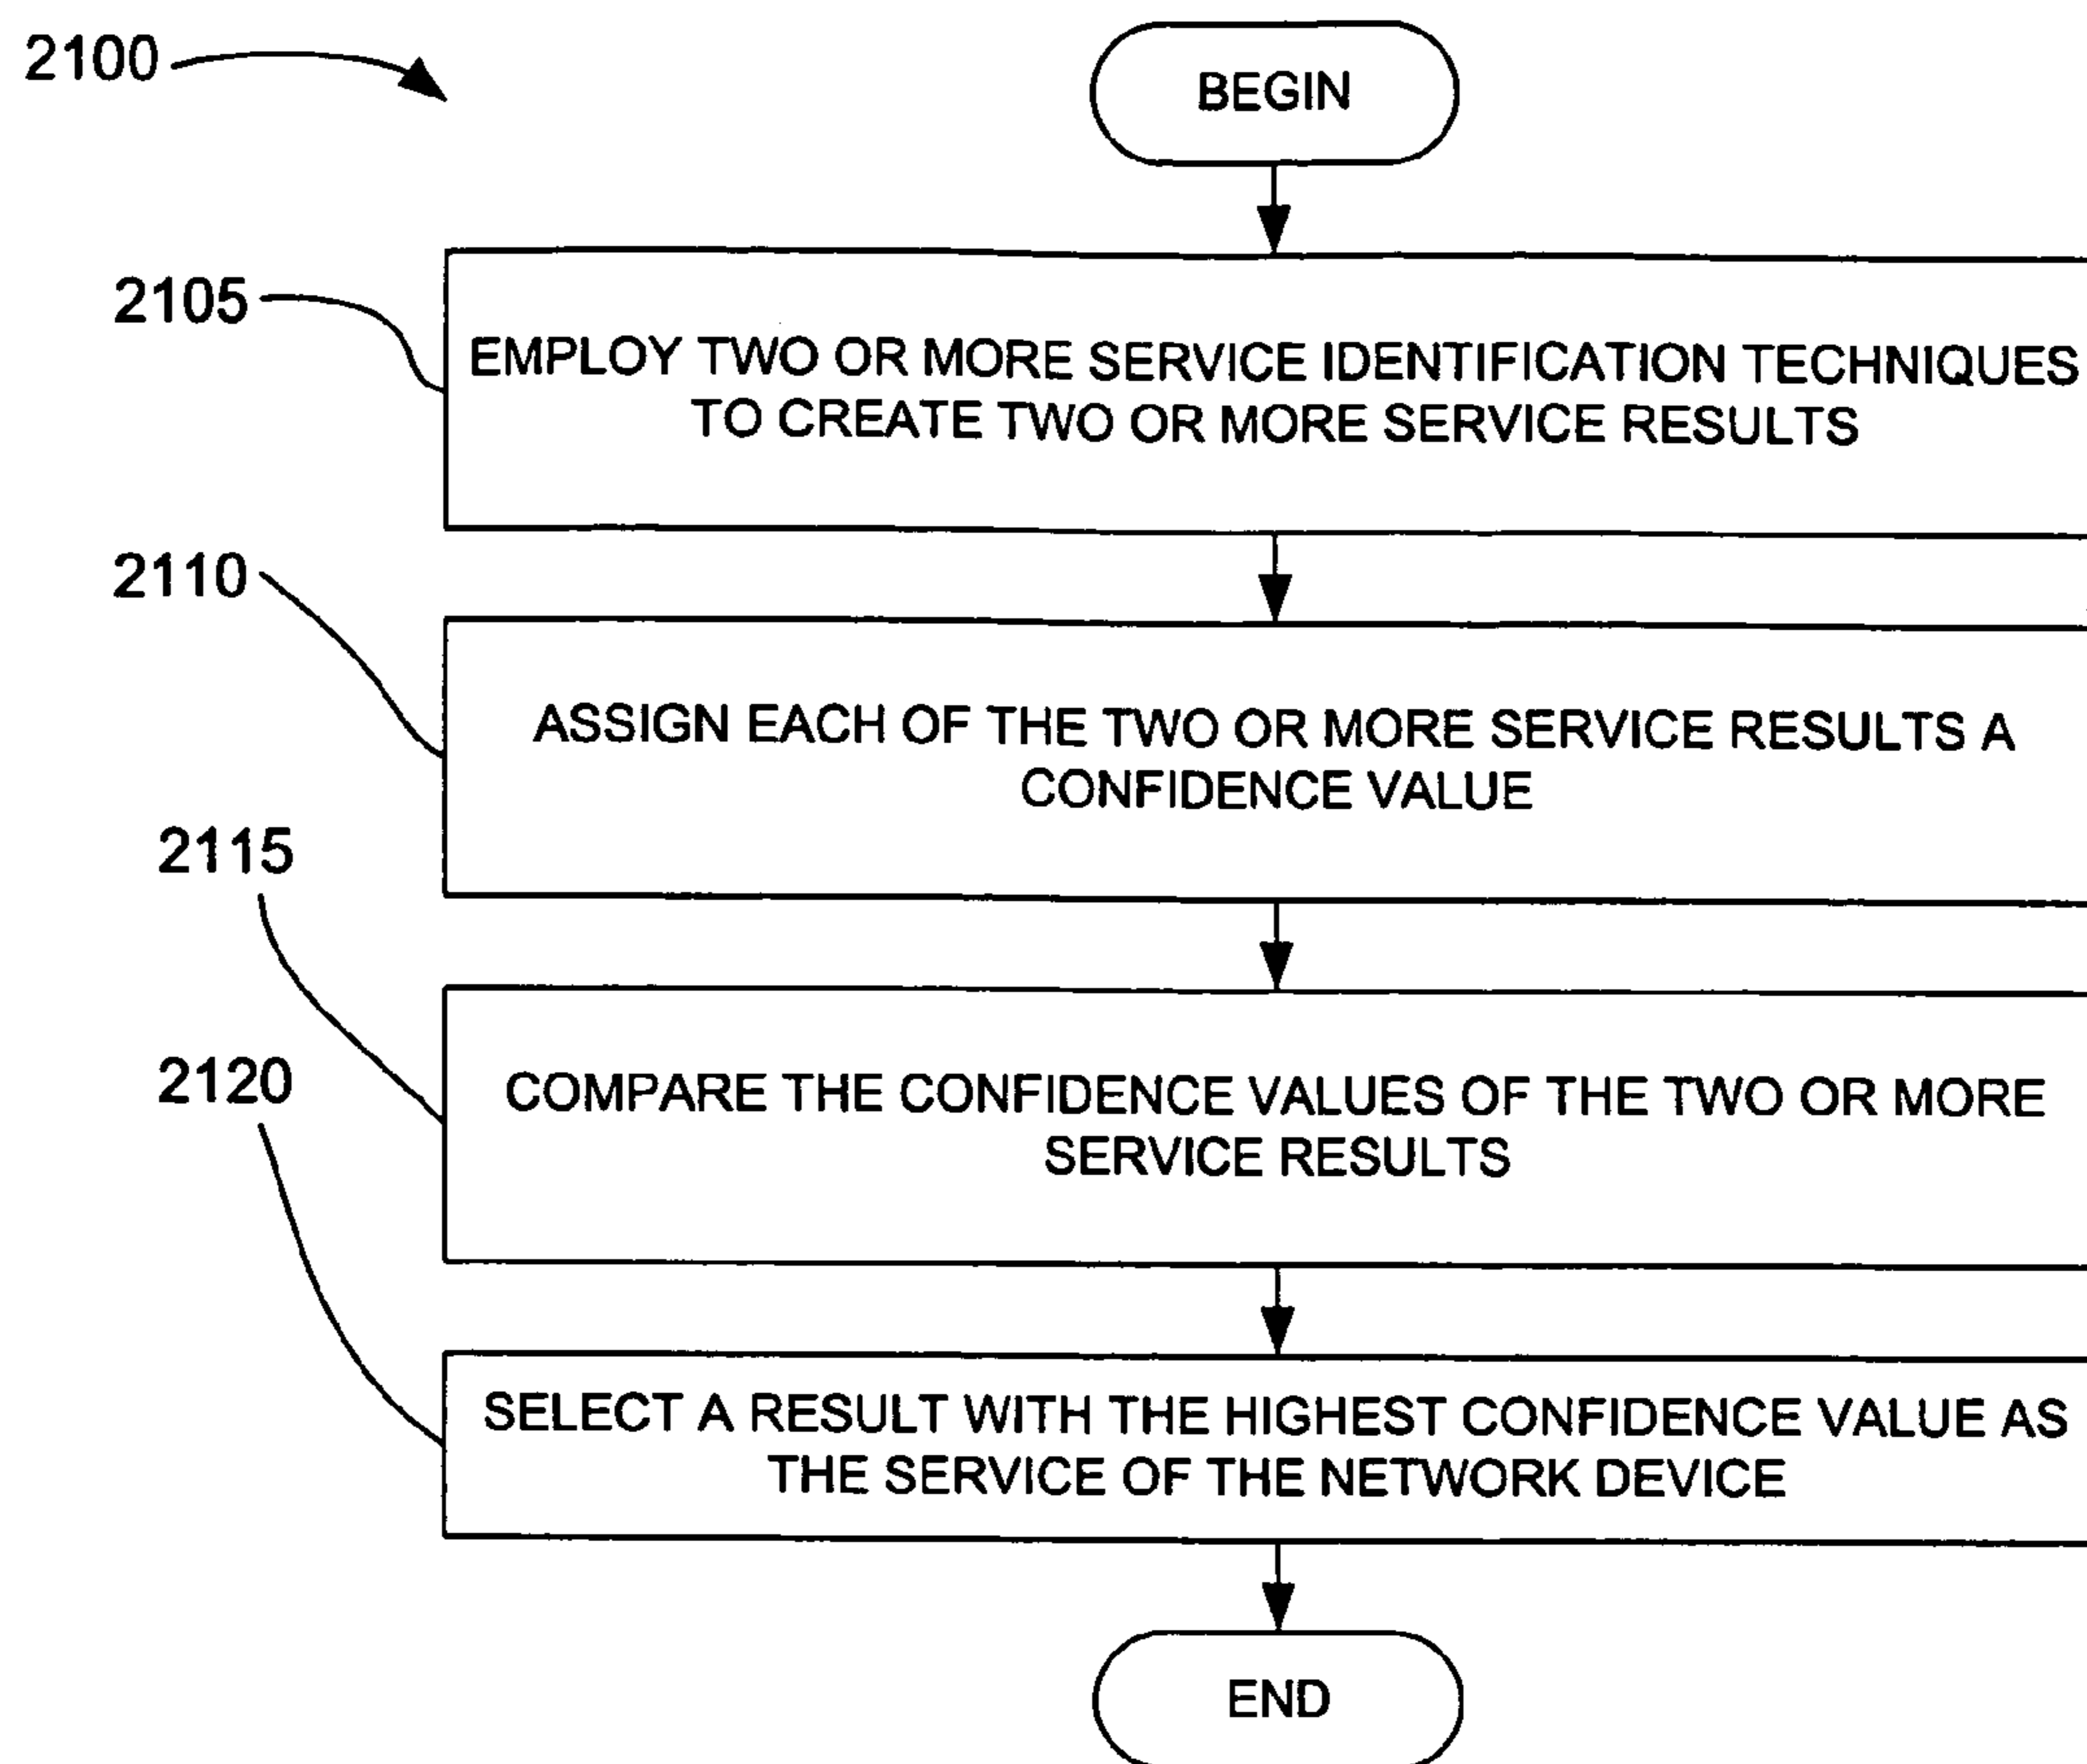 2100
BEGIN
2105
EMPLOY TWO OR MORE SERVICE IDENTIFICATION TECHNIQUES
TO CREATE TWO OR MORE SERVICE RESULTS
2110
ASSIGN EACH OF THE TWO OR MORE SERVICE RESULTS A
CONFIDENCE VALUE
2115
COMPARE THE CONFIDENCE VALUES OF THE TWO OR MORE
SERVICE RESULTS
2120
SELECT A RESULT WITH THE HIGHEST CONFIDENCE VALUE AS
THE SERVICE OF THE NETWORK DEVICE
END